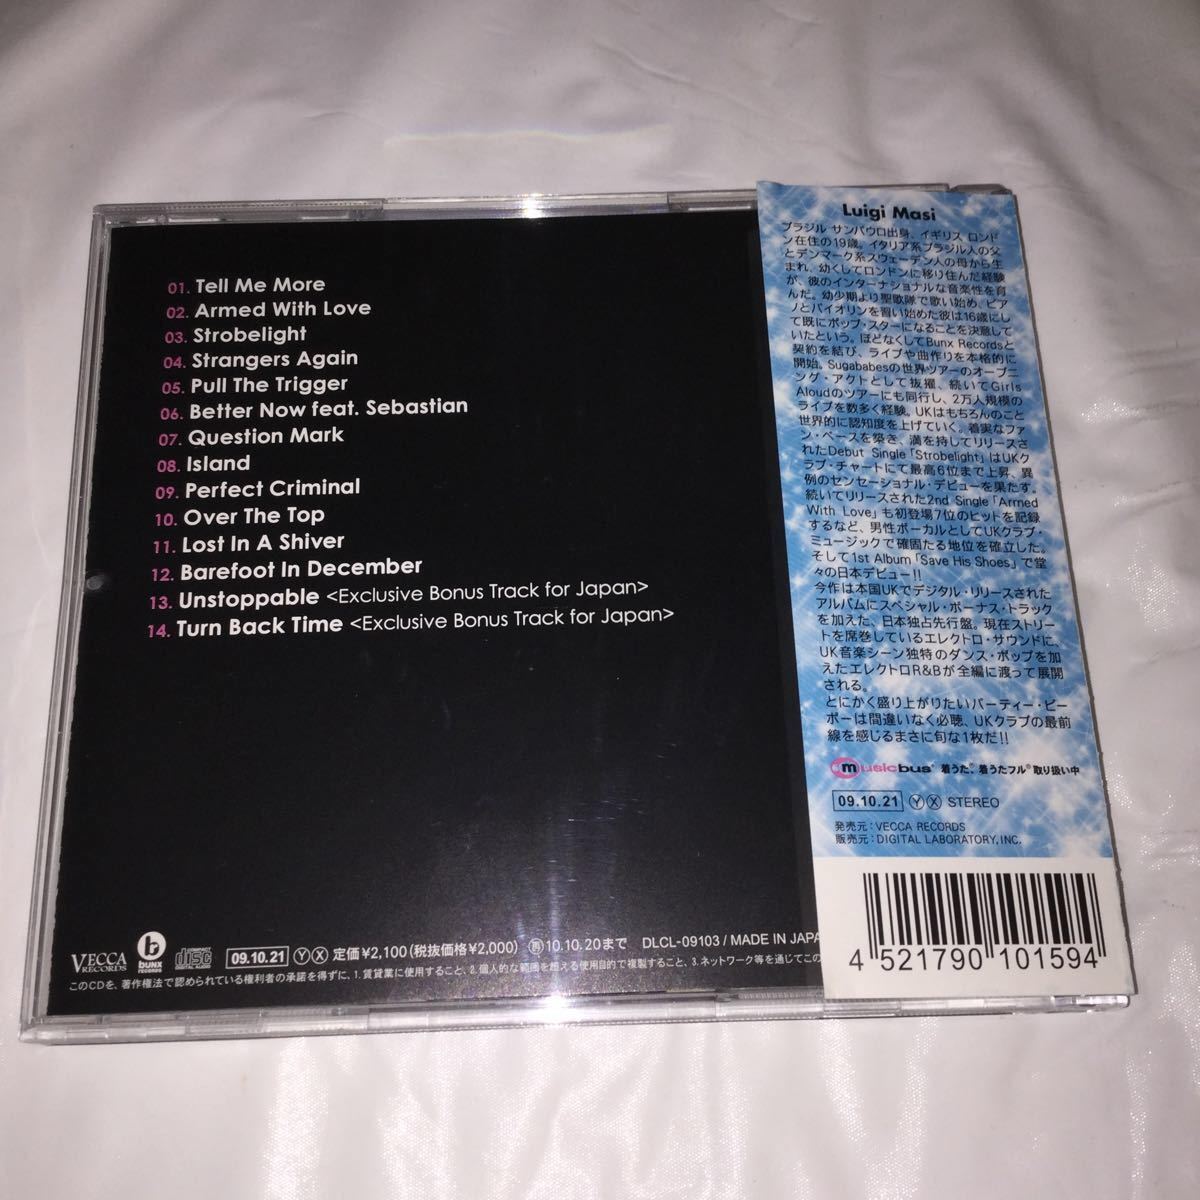 01. Tell Me More
02. Armed With Love
03. Strobelight
04. Strangers Again
05. Pull The Trigger
06. Better Now feat. Sebastian
07. Question Mark
08. Island
09. Perfect Criminal
10. Over The Top
11. Lost In A Shiver
12. Barefoot In December
13. Unstoppable <Exclusive Bonus Track for Japan>
14. Turn Back Time <Exclusive Bonus Track for Japan>
VECCA RECORDS
b bunx RECORDS
COMPACT disc DIGITAL AUDIO
09.10.21 Ⓨ Ⓧ 定価¥2,100(税抜価格¥2,000) ㊢10.10.20まで DLCL-09103 / MADE IN JAPA
このCDを、著作権法で認められている権利者の承諾を得ずに、1.賃貸業に使用すること、2.個人的な範囲を超える使用目的で複製すること、3.ネットワーク等を通じてこの
Luigi Masi
ブラジル サンパウロ出身、イギリス ロンド
ン在住の19歳。イタリア系ブラジル人の父
とデンマーク系スウェーデン人の母から生
まれ、幼くしてロンドンに移り住んだ経験
が、彼のインターナショナルな音楽性を育
んだ。幼少期より聖歌隊で歌い始め、ピア
ノとバイオリンを習い始めた彼は16歳にし
て既にポップ・スターになることを決意して
いたという。ほどなくしてBunx Recordsと
契約を結び、ライブや曲作りを本格的に
開始。Sugababesの世界ツアーのオープニ
ング・アクトとして抜擢、続いてGirls
Aloudのツアーにも同行し、2万人規模の
ライブを数多く経験。UKはもちろんのこと
世界的に認知度を上げていく。着実なファ
ン・ベースを築き、満を持してリリースさ
れたDebut Single「Strobelight」はUKク
ラブ・チャートにて最高6位まで上昇、異
例のセンセーショナル・デビューを果たす。
続いてリリースされた2nd Single「Armed
With Love」も初登場7位のヒットを記録
するなど、男性ボーカルとしてUKクラブ・
ミュージックで確固たる地位を確立した。
そして1st Album「Save His Shoes」で堂
々の日本デビュー!!
今作は本国UKでデジタル・リリースされた
アルバムにスペシャル・ボーナス・トラック
を加えた、日本独占先行盤。現在ストリー
トを席巻しているエレクトロ・サウンドに、
UK音楽シーン独特のダンス・ポップを加
えたエレクトロR&Bが全編に渡って展開
される。
とにかく盛り上がりたいパーティー・ピー
ポーは間違いなく必聴、UKクラブの最前
線を感じるまさに旬な1枚だ!!
musicbus® 着うた®、着うたフル®取り扱い中
09.10.21 Ⓨ Ⓧ STEREO
発売元:VECCA RECORDS
販売元:DIGITAL LABORATORY, INC.
4 521790 101594